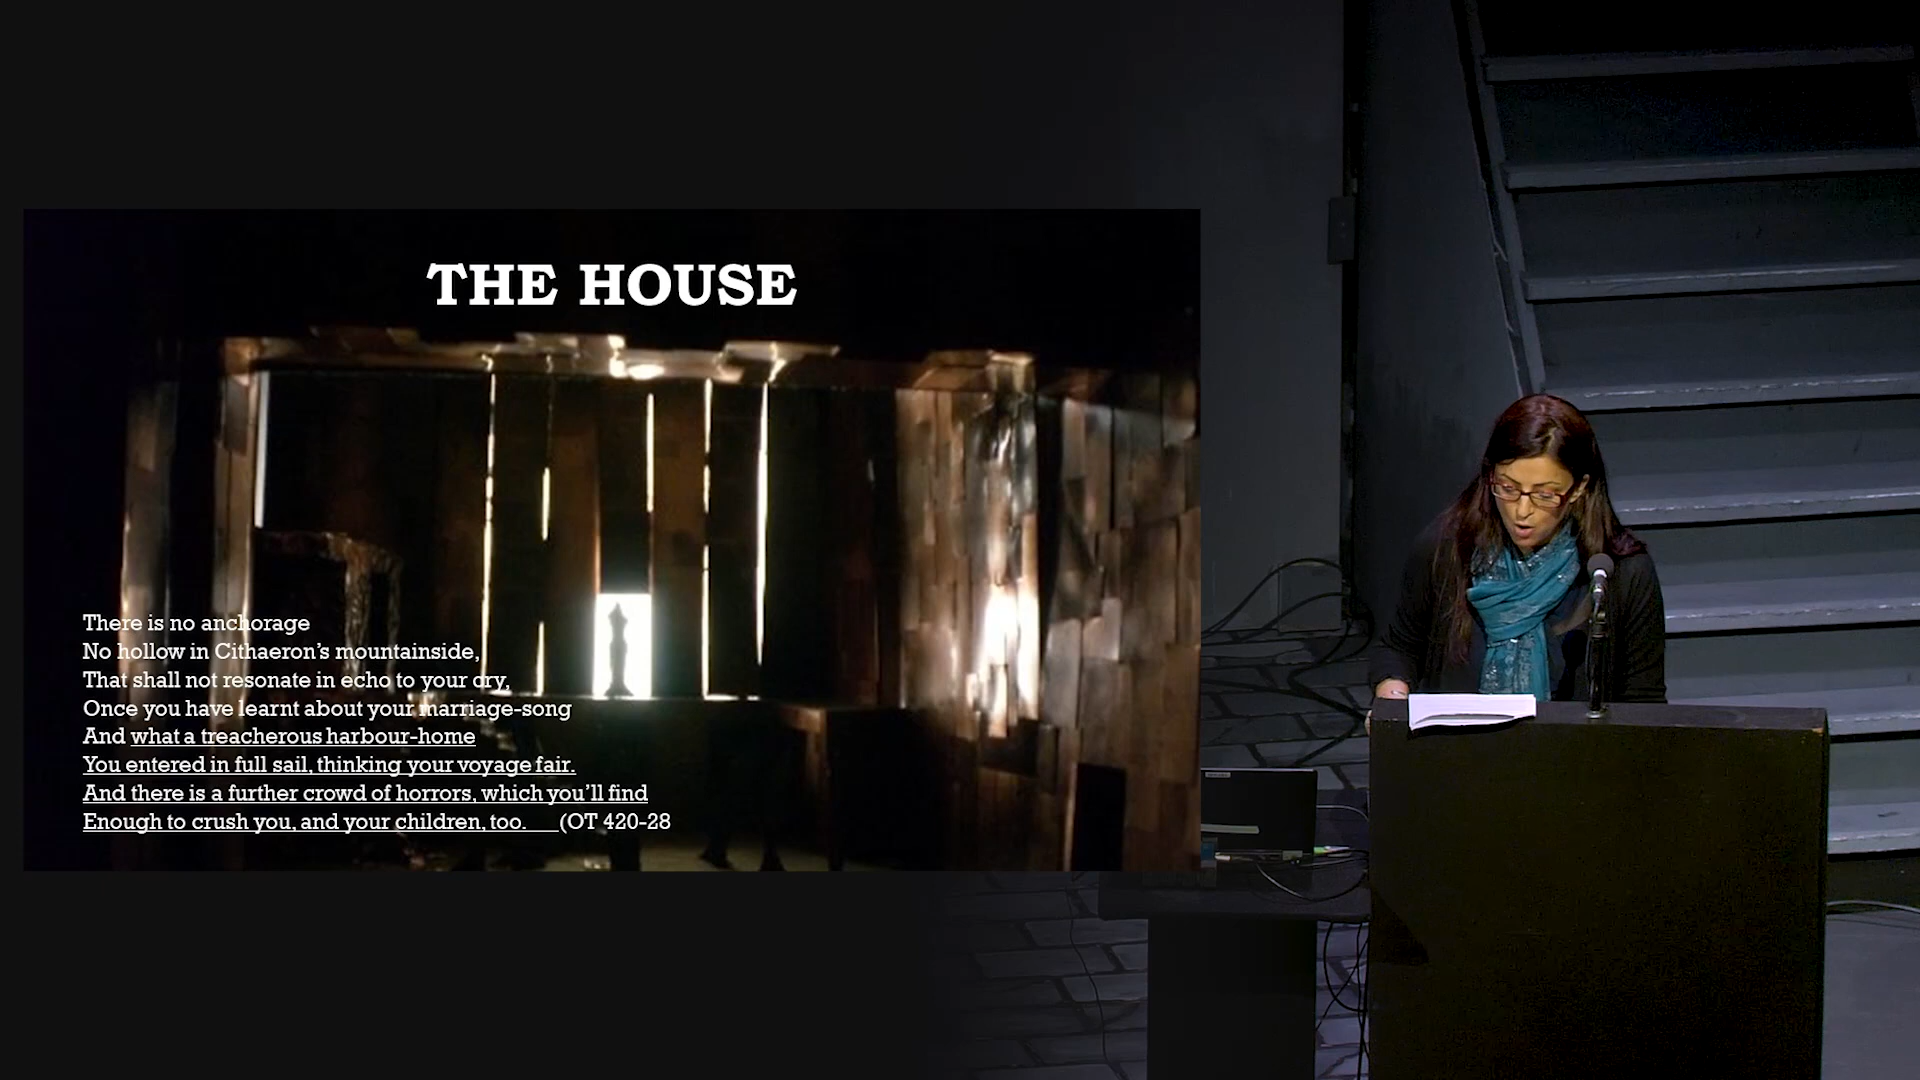 THE HOUSE
There is no anchorage
No hollow in Cithaeron's mountainside,
That shall not resonate in echo to your cry,
Once you have learnt about your marriage-song
And what a treacherous harbour-home
You entered in full sail, thinking your voyage fair.
And there is a further crowd of horrors, which you'll find
Enough to crush you, and your children, too. (OT 420-28